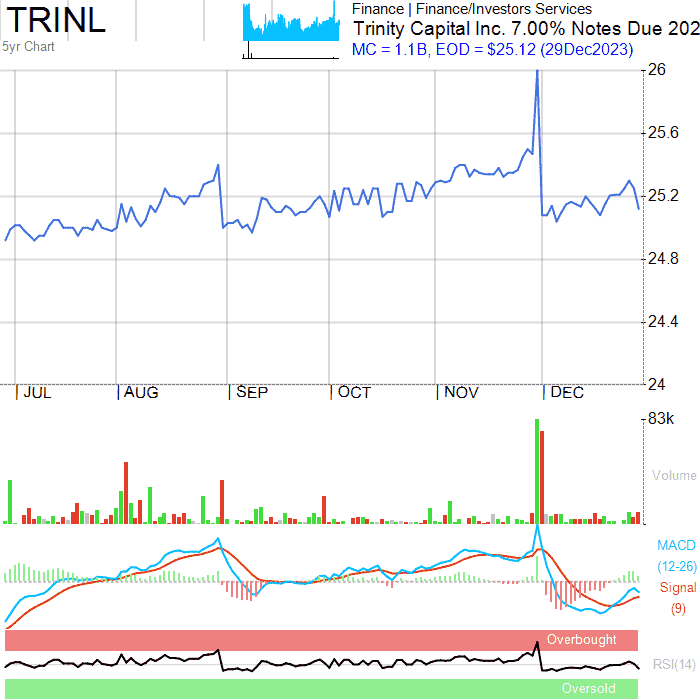 TRINL
Finance | Finance/Investors Services
Trinity Capital Inc. 7.00% Notes Due 202
5yr Chart
MC = 1.1B, EOD = $25.12 (29Dec2023)
26
25.6
25.2
24.8
24.4
24
JUL AUG SEP OCT NOV DEC
83k
Volume
MACD
(12-26)
Signal
(9)
Overbought
RSI(14)
Oversold